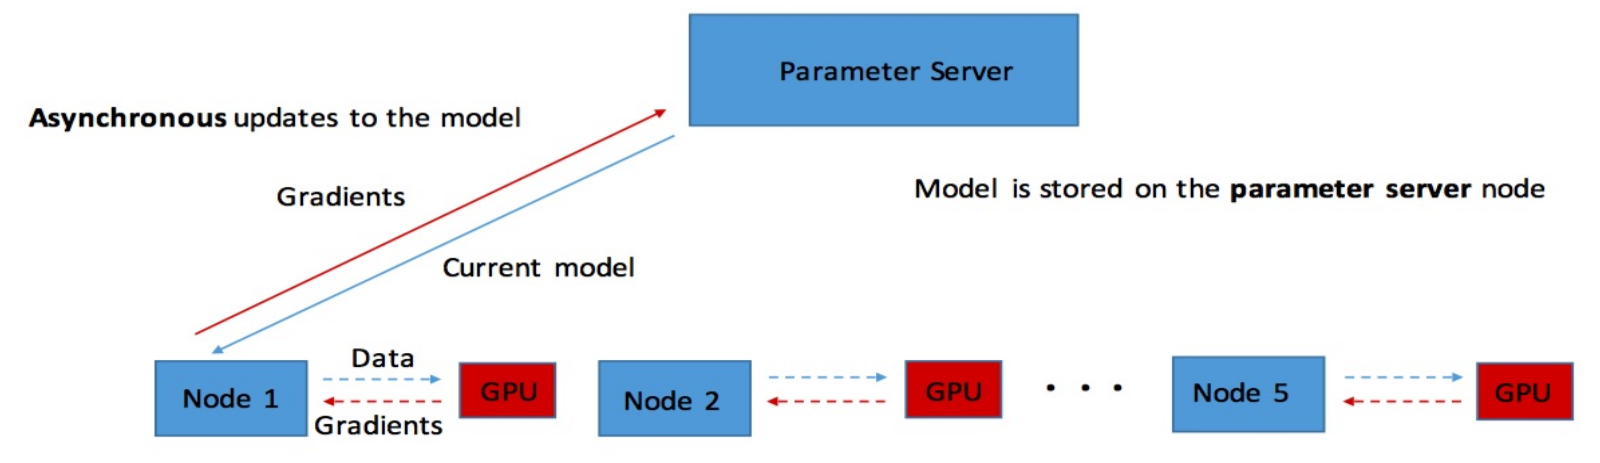 Parameter Server
Asynchronous updates to the model
Gradients
Model is stored on the parameter server node
Current model
Data
Node 1
GPU
Gradients
Node 2
GPU
. . .
Node 5
GPU